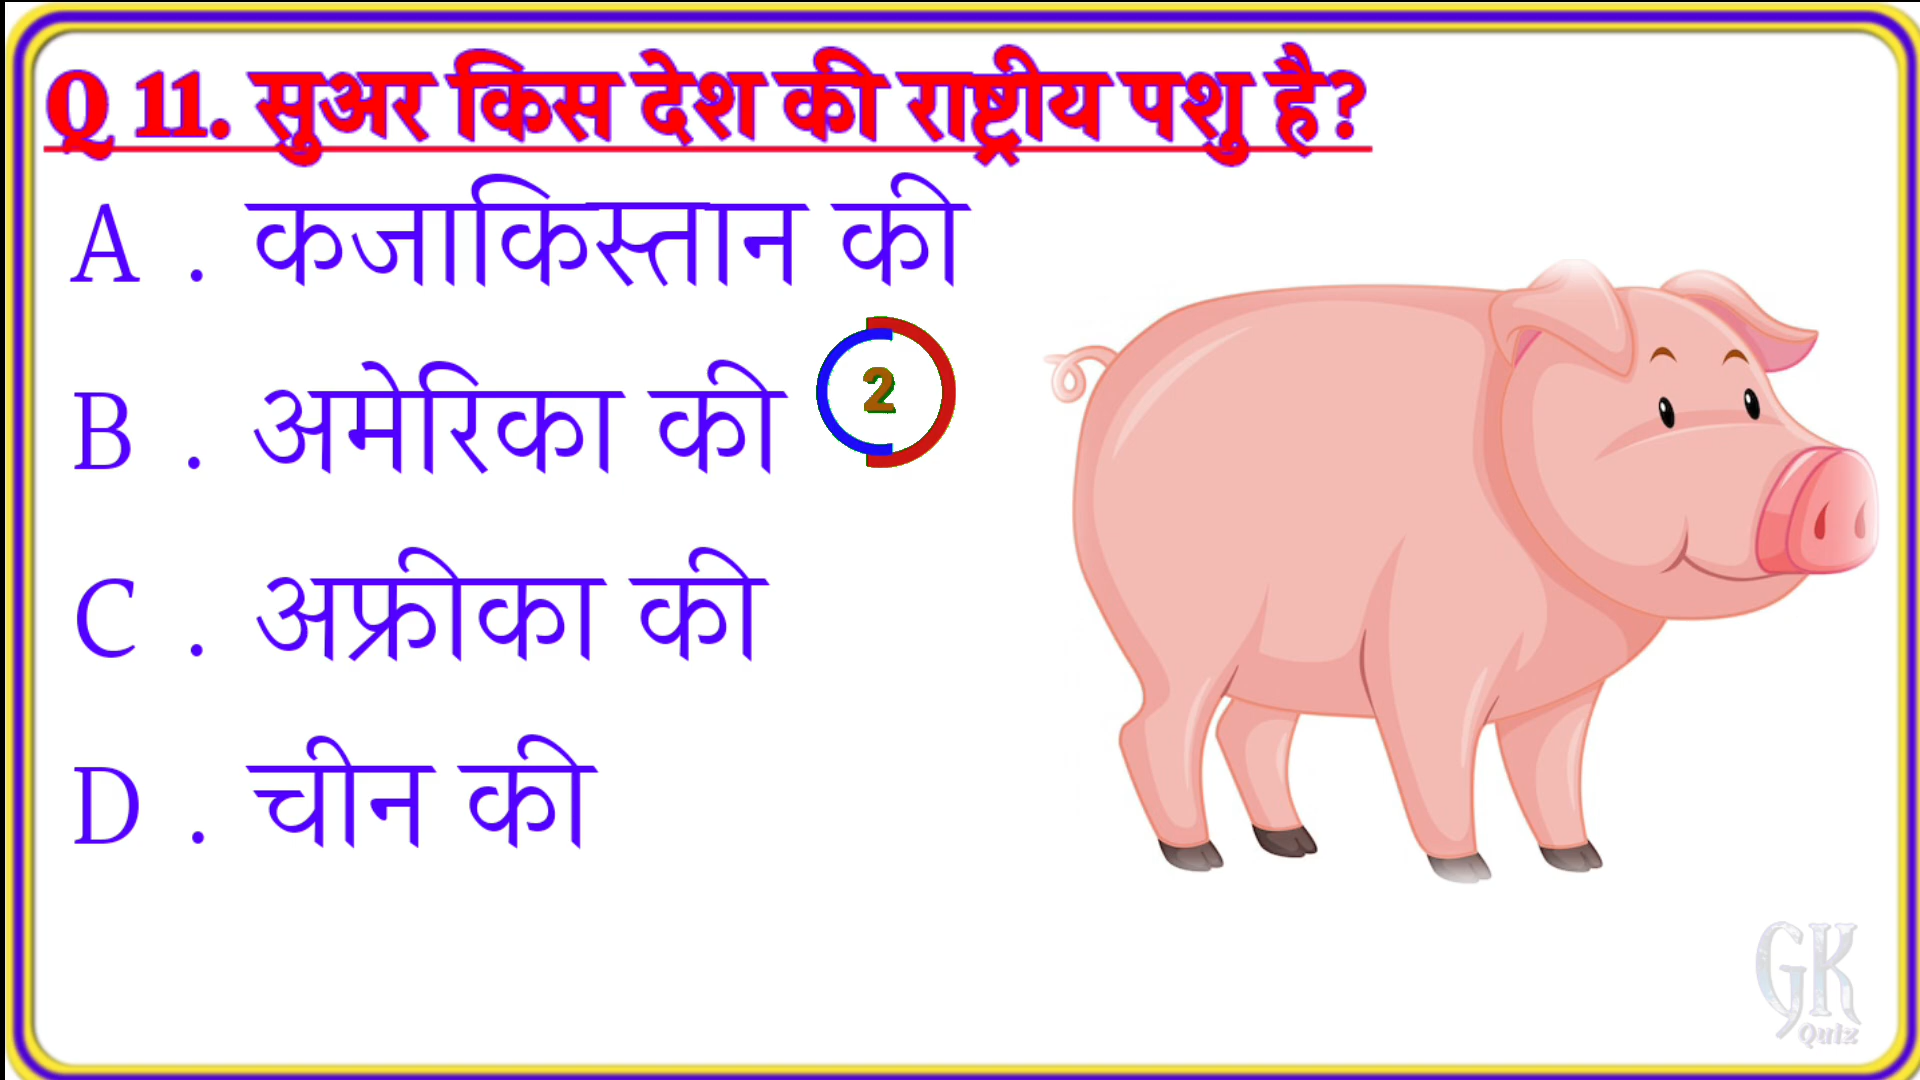 Q 11. सुअर किस देश की राष्ट्रीय पशु है?
A . कजाकिस्तान की
B . अमेरिका की
2
C . अफ्रीका की
D . चीन की
GK
Quiz